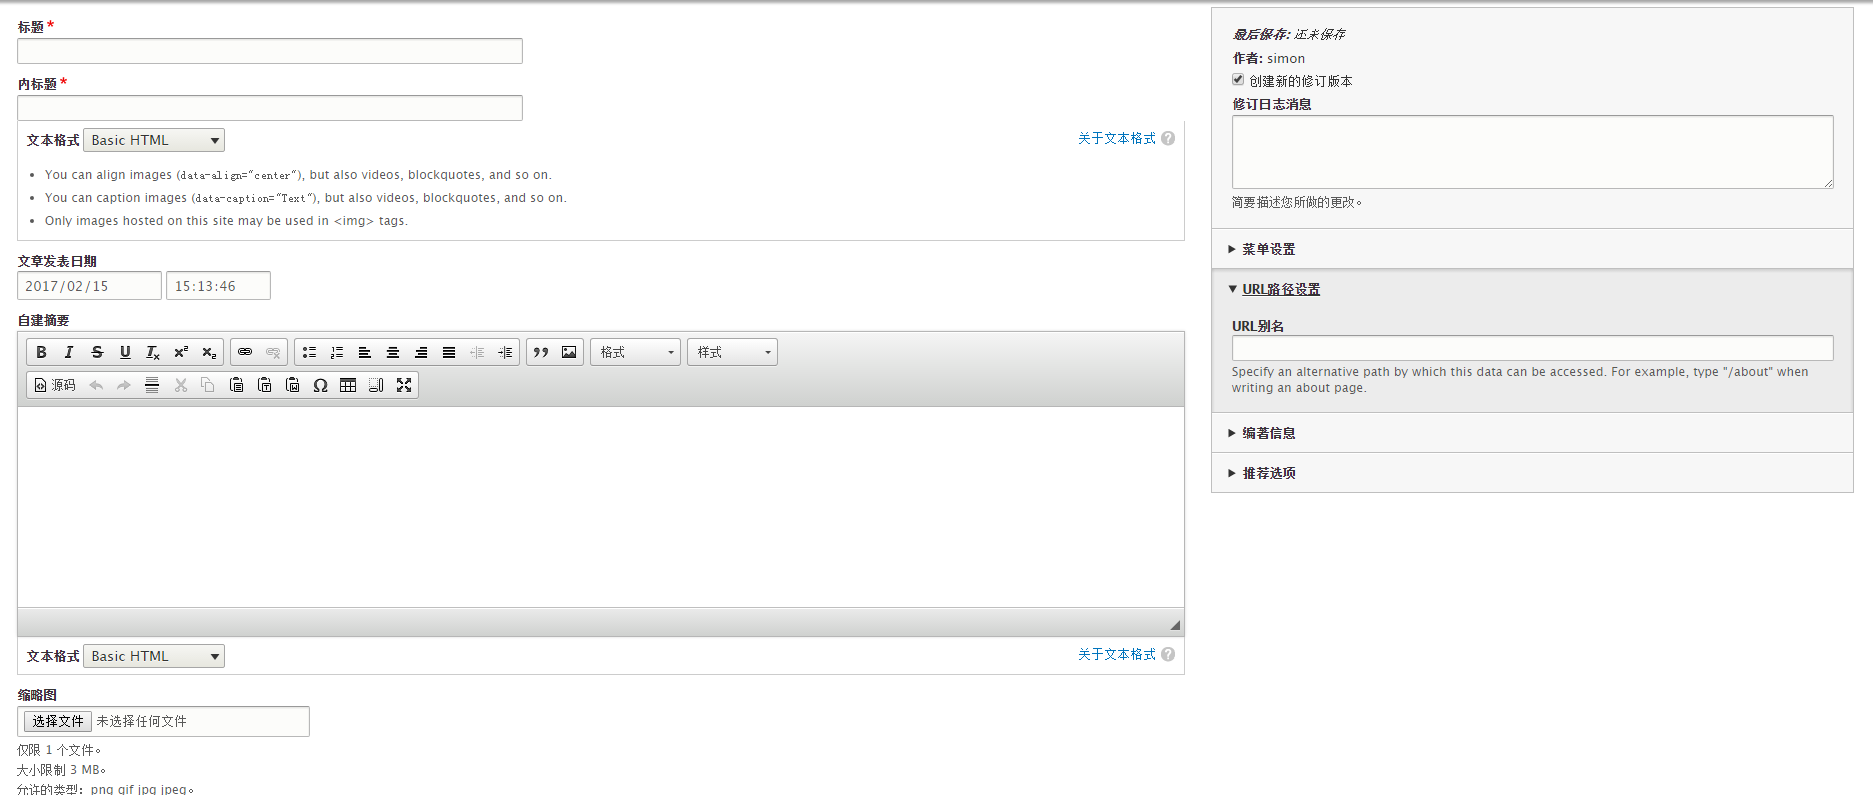 标题 *
内标题 *
文本格式 Basic HTML
关于文本格式 ?
You can align images (data-align="center"), but also videos, blockquotes, and so on.
You can caption images (data-caption="Text"), but also videos, blockquotes, and so on.
Only images hosted on this site may be used in <img> tags.
文章发表日期
2017/02/15 15:13:46
自建摘要
B I S U Tx x² x₂ 格式 样式
源码 Ω
文本格式 Basic HTML
关于文本格式 ?
缩略图
选择文件 未选择任何文件
仅限 1 个文件。
大小限制 3 MB。
允许的类型：png gif jpg jpeg。
最后保存: 还未保存
作者: simon
创建新的修订版本
修订日志消息
简要描述您所做的更改。
菜单设置
URL路径设置
URL别名
Specify an alternative path by which this data can be accessed. For example, type "/about" when
writing an about page.
编著信息
推荐选项